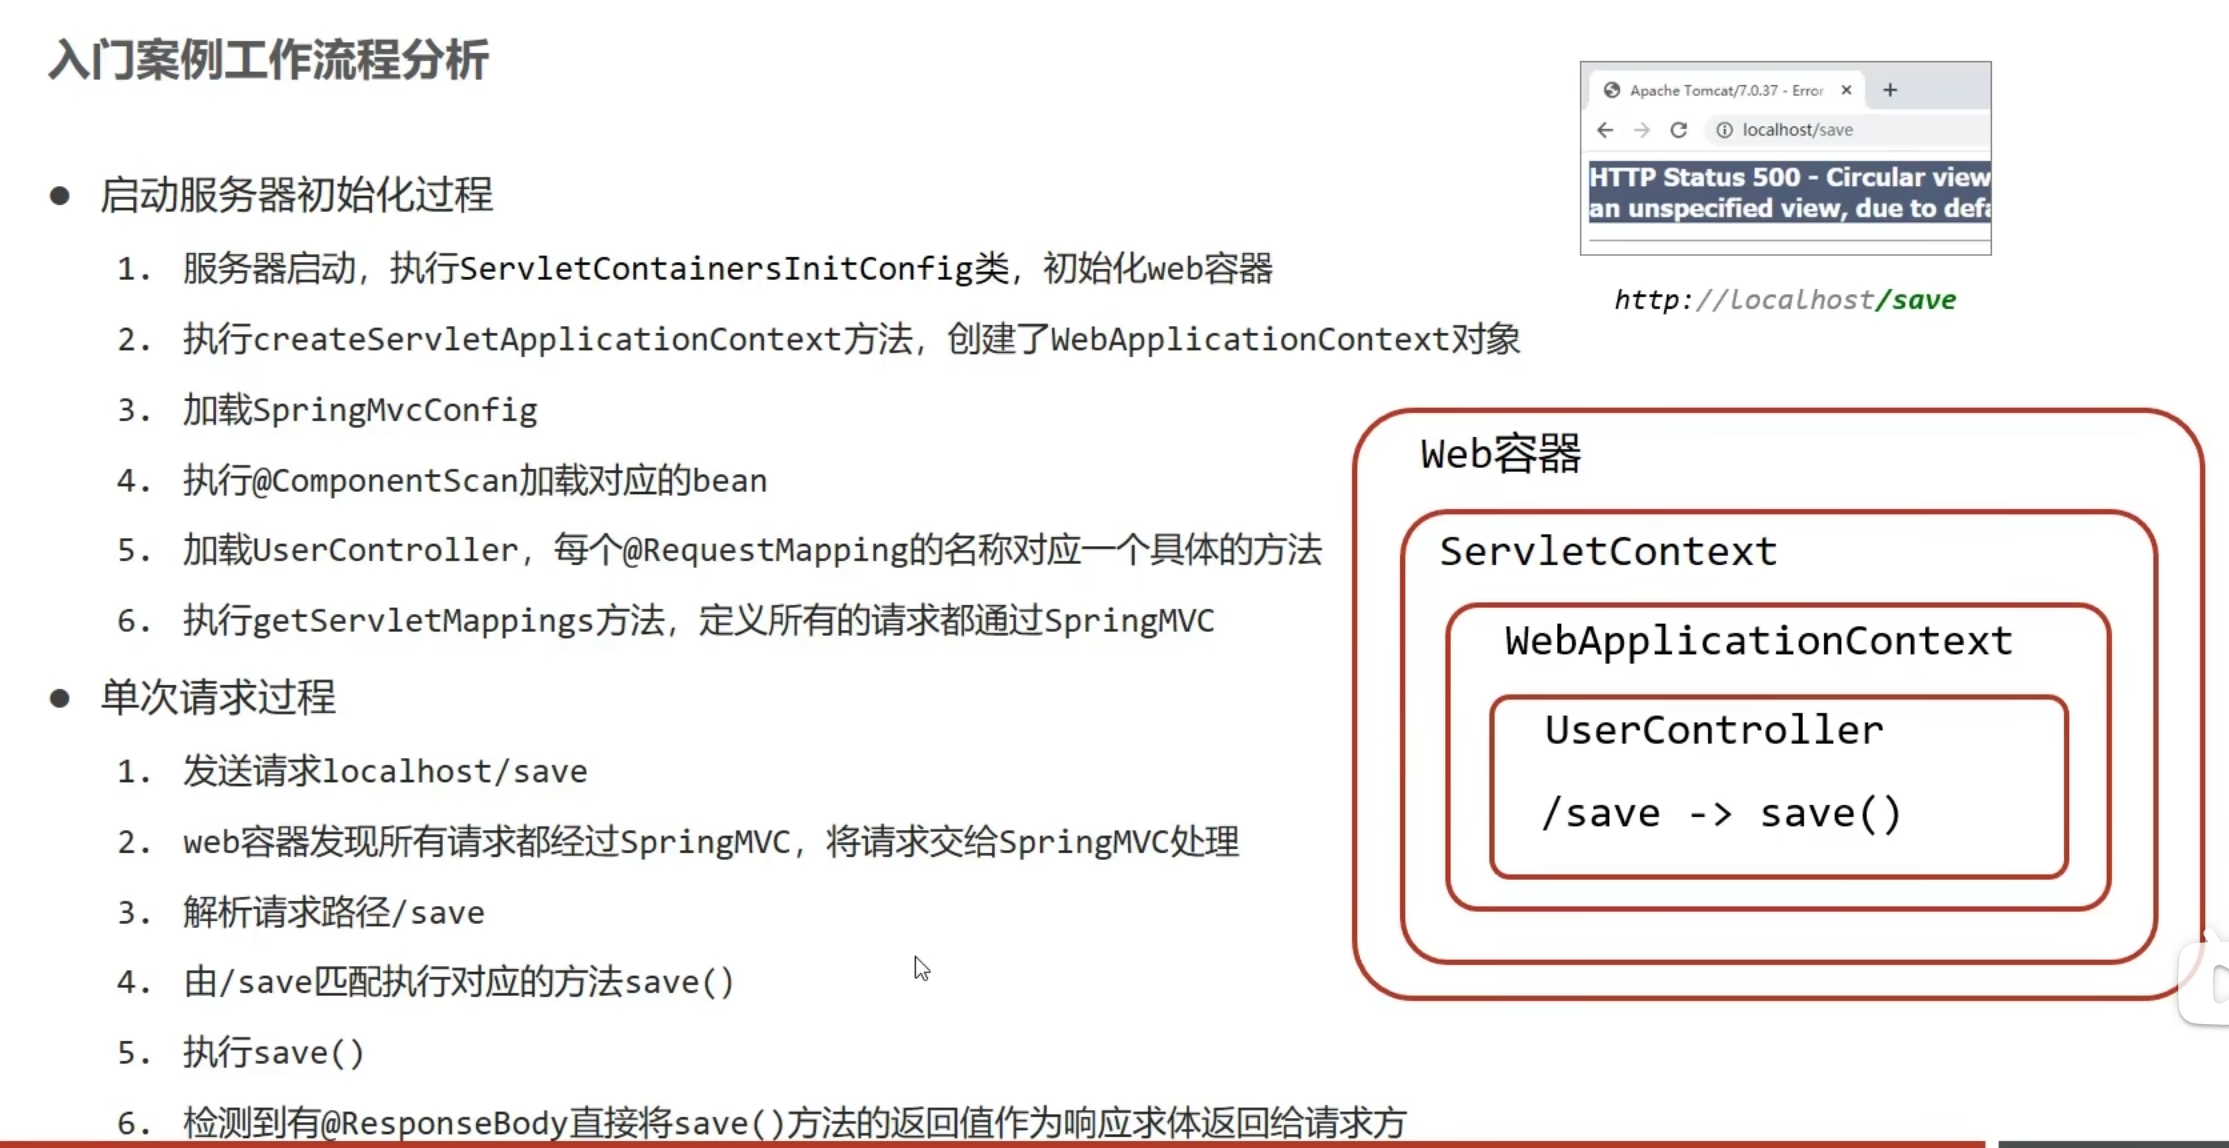 入门案例工作流程分析
● 启动服务器初始化过程
1. 服务器启动，执行ServletContainersInitConfig类，初始化web容器
2. 执行createServletApplicationContext方法，创建了WebApplicationContext对象
3. 加载SpringMvcConfig
4. 执行@ComponentScan加载对应的bean
5. 加载UserController，每个@RequestMapping的名称对应一个具体的方法
6. 执行getServletMappings方法，定义所有的请求都通过SpringMVC
● 单次请求过程
1. 发送请求localhost/save
2. web容器发现所有请求都经过SpringMVC，将请求交给SpringMVC处理
3. 解析请求路径/save
4. 由/save匹配执行对应的方法save()
5. 执行save()
6. 检测到有@ResponseBody直接将save()方法的返回值作为响应求体返回给请求方
Apache Tomcat/7.0.37 - Error
localhost/save
HTTP Status 500 - Circular view
an unspecified view, due to defa
http://localhost/save
Web容器
ServletContext
WebApplicationContext
UserController
/save -> save()